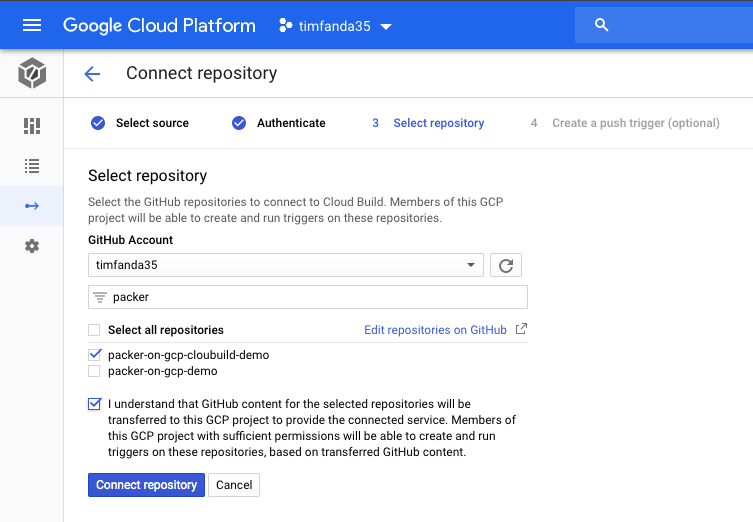 Google Cloud Platform
timfanda35
Connect repository
Select source
Authenticate
3 Select repository
4 Create a push trigger (optional)
Select repository
Select the GitHub repositories to connect to Cloud Build. Members of this GCP
project will be able to create and run triggers on these repositories.
GitHub Account
timfanda35
packer
Select all repositories
Edit repositories on GitHub
packer-on-gcp-cloubuild-demo
packer-on-gcp-demo
I understand that GitHub content for the selected repositories will be
transferred to this GCP project to provide the connected service. Members of
this GCP project with sufficient permissions will be able to create and run
triggers on these repositories, based on transferred GitHub content.
Connect repository
Cancel